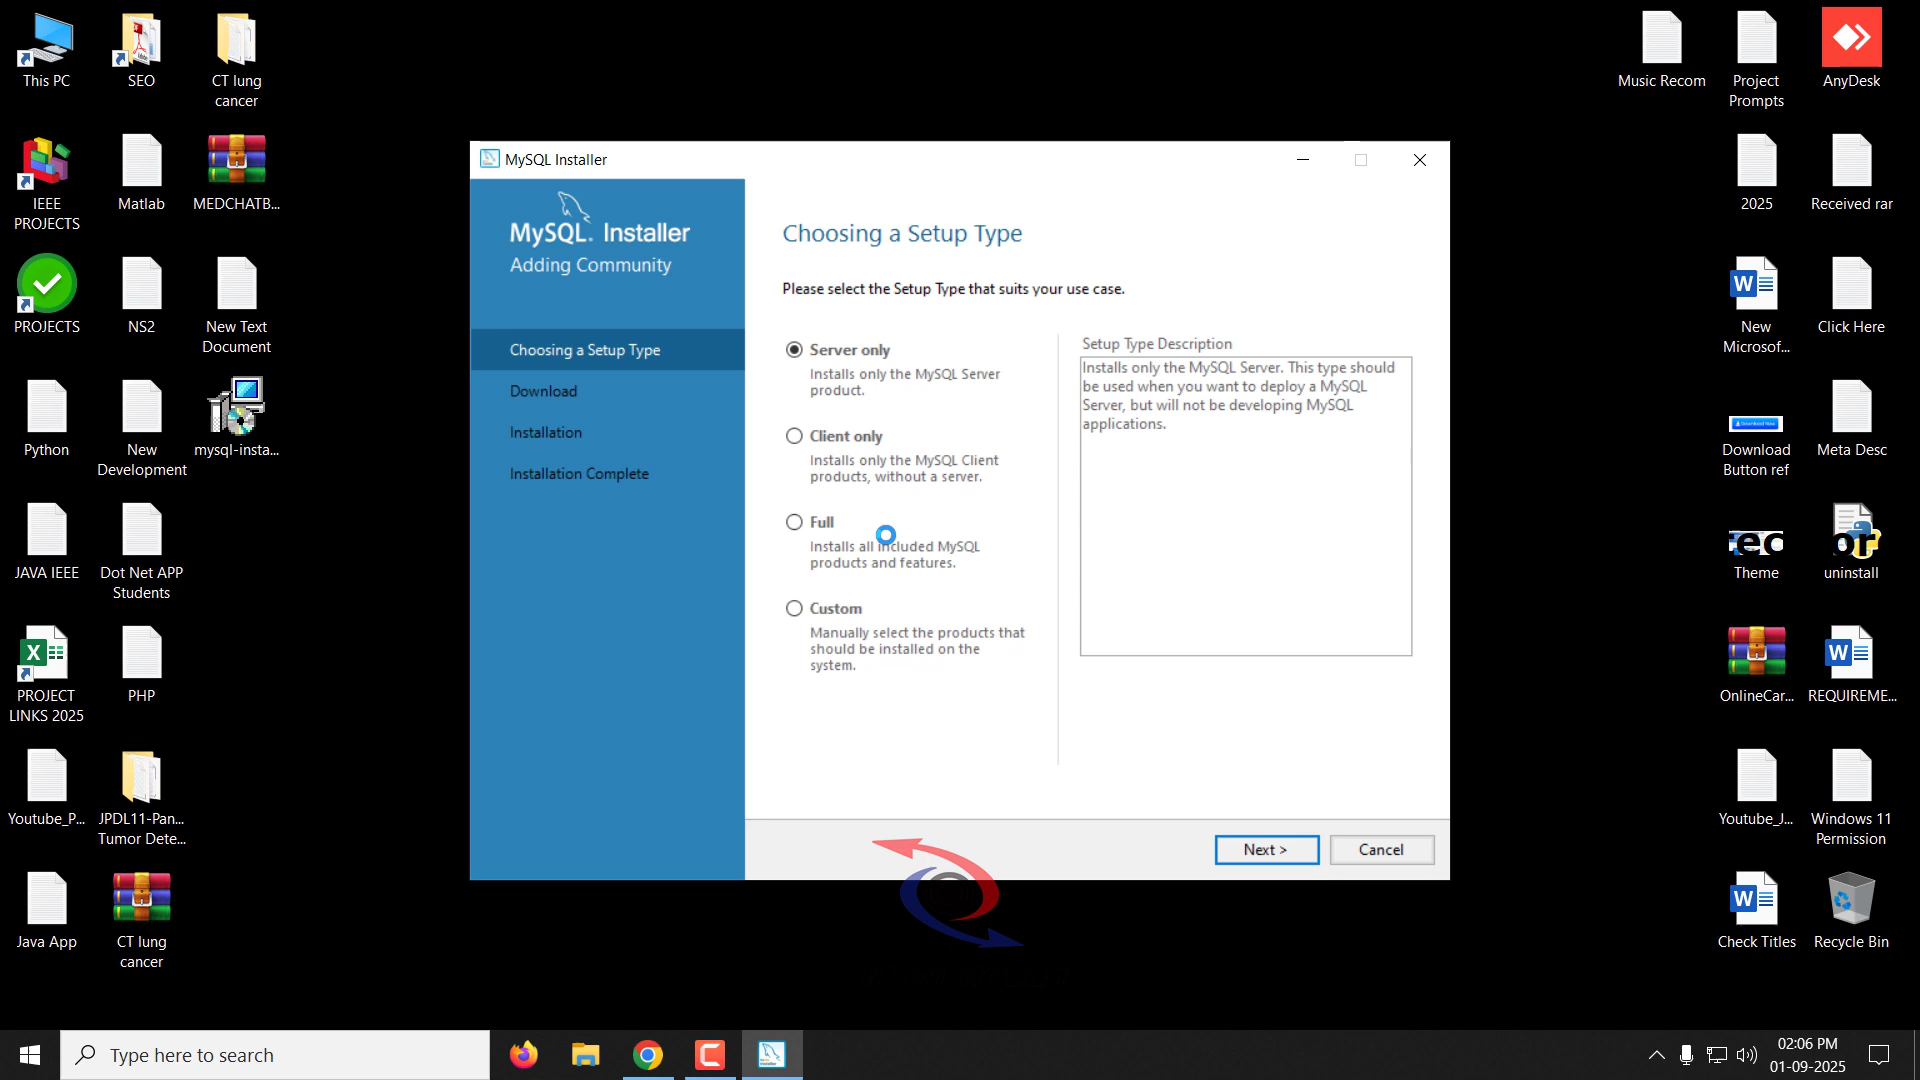 This PC
SEO
CT lung
cancer
IEEE
PROJECTS
Matlab
MEDCHATB...
PROJECTS
NS2
New Text
Document
Python
New
Development
mysql-insta...
JAVA IEEE
Dot Net APP
Students
PROJECT
LINKS 2025
PHP
Youtube_P...
JPDL11-Pan...
Tumor Dete...
Java App
CT lung
cancer
MySQL Installer
MySQL. Installer
Adding Community
Choosing a Setup Type
Download
Installation
Installation Complete
Choosing a Setup Type
Please select the Setup Type that suits your use case.
Server only
Installs only the MySQL Server
product.
Client only
Installs only the MySQL Client
products, without a server.
Full
Installs all included MySQL
products and features.
Custom
Manually select the products that
should be installed on the
system.
Setup Type Description
Installs only the MySQL Server. This type should
be used when you want to deploy a MySQL
Server, but will not be developing MySQL
applications.
Next >
Cancel
Music Recom
Project
Prompts
AnyDesk
2025
Received rar
New
Microsof...
Click Here
Download Now
Download
Button ref
Meta Desc
Theme
uninstall
OnlineCar...
REQUIREME...
Youtube_J...
Windows 11
Permission
Check Titles
Recycle Bin
Type here to search
02:06 PM
01-09-2025